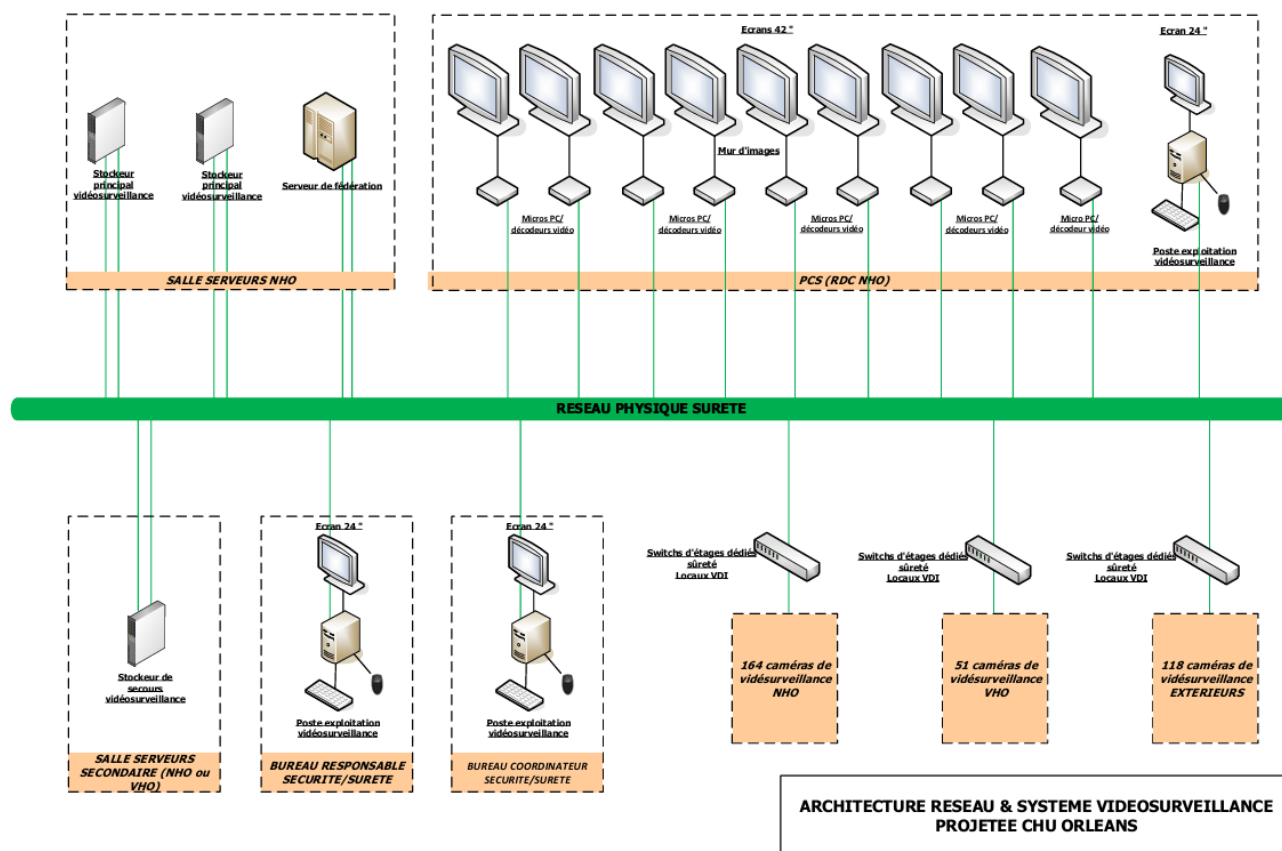 Ecrans 42 "
Ecran 24 "
Mur d'images
Stockeur
principal
vidéosurveillance
Stockeur
principal
vidéosurveillance
Serveur de fédération
Micros PC/
décodeurs vidéo
Micros PC/
décodeurs vidéo
Micros PC/
décodeurs vidéo
Micros PC/
décodeurs vidéo
Micro PC/
décodeur vidéo
Poste exploitation
vidéosurveillance
SALLE SERVEURS NHO
PCS (RDC NHO)
RESEAU PHYSIQUE SURETE
Ecran 24 "
Ecran 24 "
Switchs d'étages dédiés
sûreté
Locaux VDI
Switchs d'étages dédiés
sûreté
Locaux VDI
Switchs d'étages dédiés
sûreté
Locaux VDI
Stockeur de
secours
vidéosurveillance
Poste exploitation
vidéosurveillance
Poste exploitation
vidéosurveillance
164 caméras de
vidésurveillance
NHO
51 caméras de
vidésurveillance
VHO
118 caméras de
vidésurveillance
EXTERIEURS
SALLE SERVEURS
SECONDAIRE (NHO ou
VHO)
BUREAU RESPONSABLE
SECURITE/SURETE
BUREAU COORDINATEUR
SECURITE/SURETE
ARCHITECTURE RESEAU & SYSTEME VIDEOSURVEILLANCE
PROJETEE CHU ORLEANS